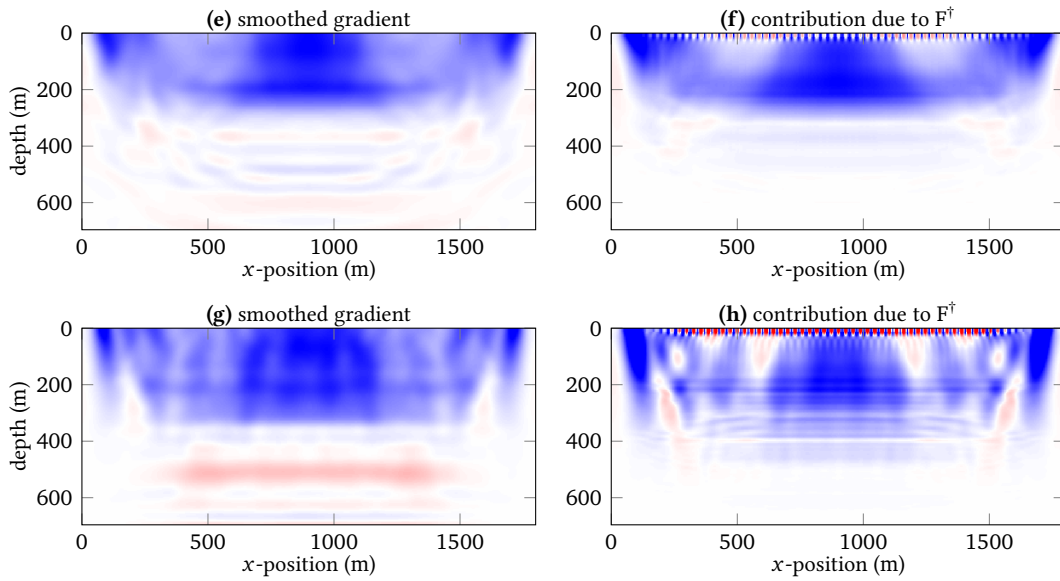 (e) smoothed gradient
(f) contribution due to F†
0
200
400
600
depth (m)
0 500 1000 1500
x-position (m)
0
200
400
600
0 500 1000 1500
x-position (m)
(g) smoothed gradient
(h) contribution due to F†
0
200
400
600
depth (m)
0 500 1000 1500
x-position (m)
0
200
400
600
0 500 1000 1500
x-position (m)